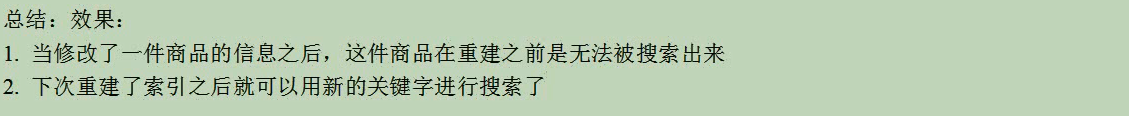 总结：效果：
1. 当修改了一件商品的信息之后，这件商品在重建之前是无法被搜索出来
2. 下次重建了索引之后就可以用新的关键字进行搜索了